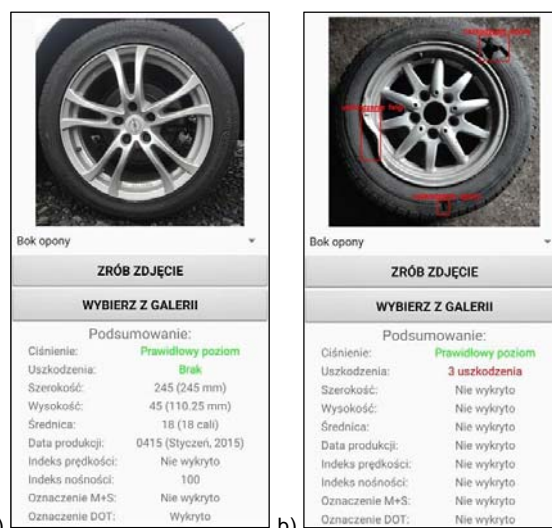 Bok opony
ZRÓB ZDJĘCIE
WYBIERZ Z GALERII
Podsumowanie:
Ciśnienie: Prawidłowy poziom
Uszkodzenia: Brak
Szerokość: 245 (245 mm)
Wysokość: 45 (110.25 mm)
Średnica: 18 (18 cali)
Data produkcji: 0415 (Styczeń, 2015)
Indeks prędkości: Nie wykryto
Indeks nośności: 100
Oznaczenie M+S: Nie wykryto
Oznaczenie DOT: Wykryto
b)
Bok opony
ZRÓB ZDJĘCIE
WYBIERZ Z GALERII
Podsumowanie:
Ciśnienie: Prawidłowy poziom
Uszkodzenia: 3 uszkodzenia
Szerokość: Nie wykryto
Wysokość: Nie wykryto
Średnica: Nie wykryto
Data produkcji: Nie wykryto
Indeks prędkości: Nie wykryto
Indeks nośności: Nie wykryto
Oznaczenie M+S: Nie wykryto
Oznaczenie DOT: Nie wykryto